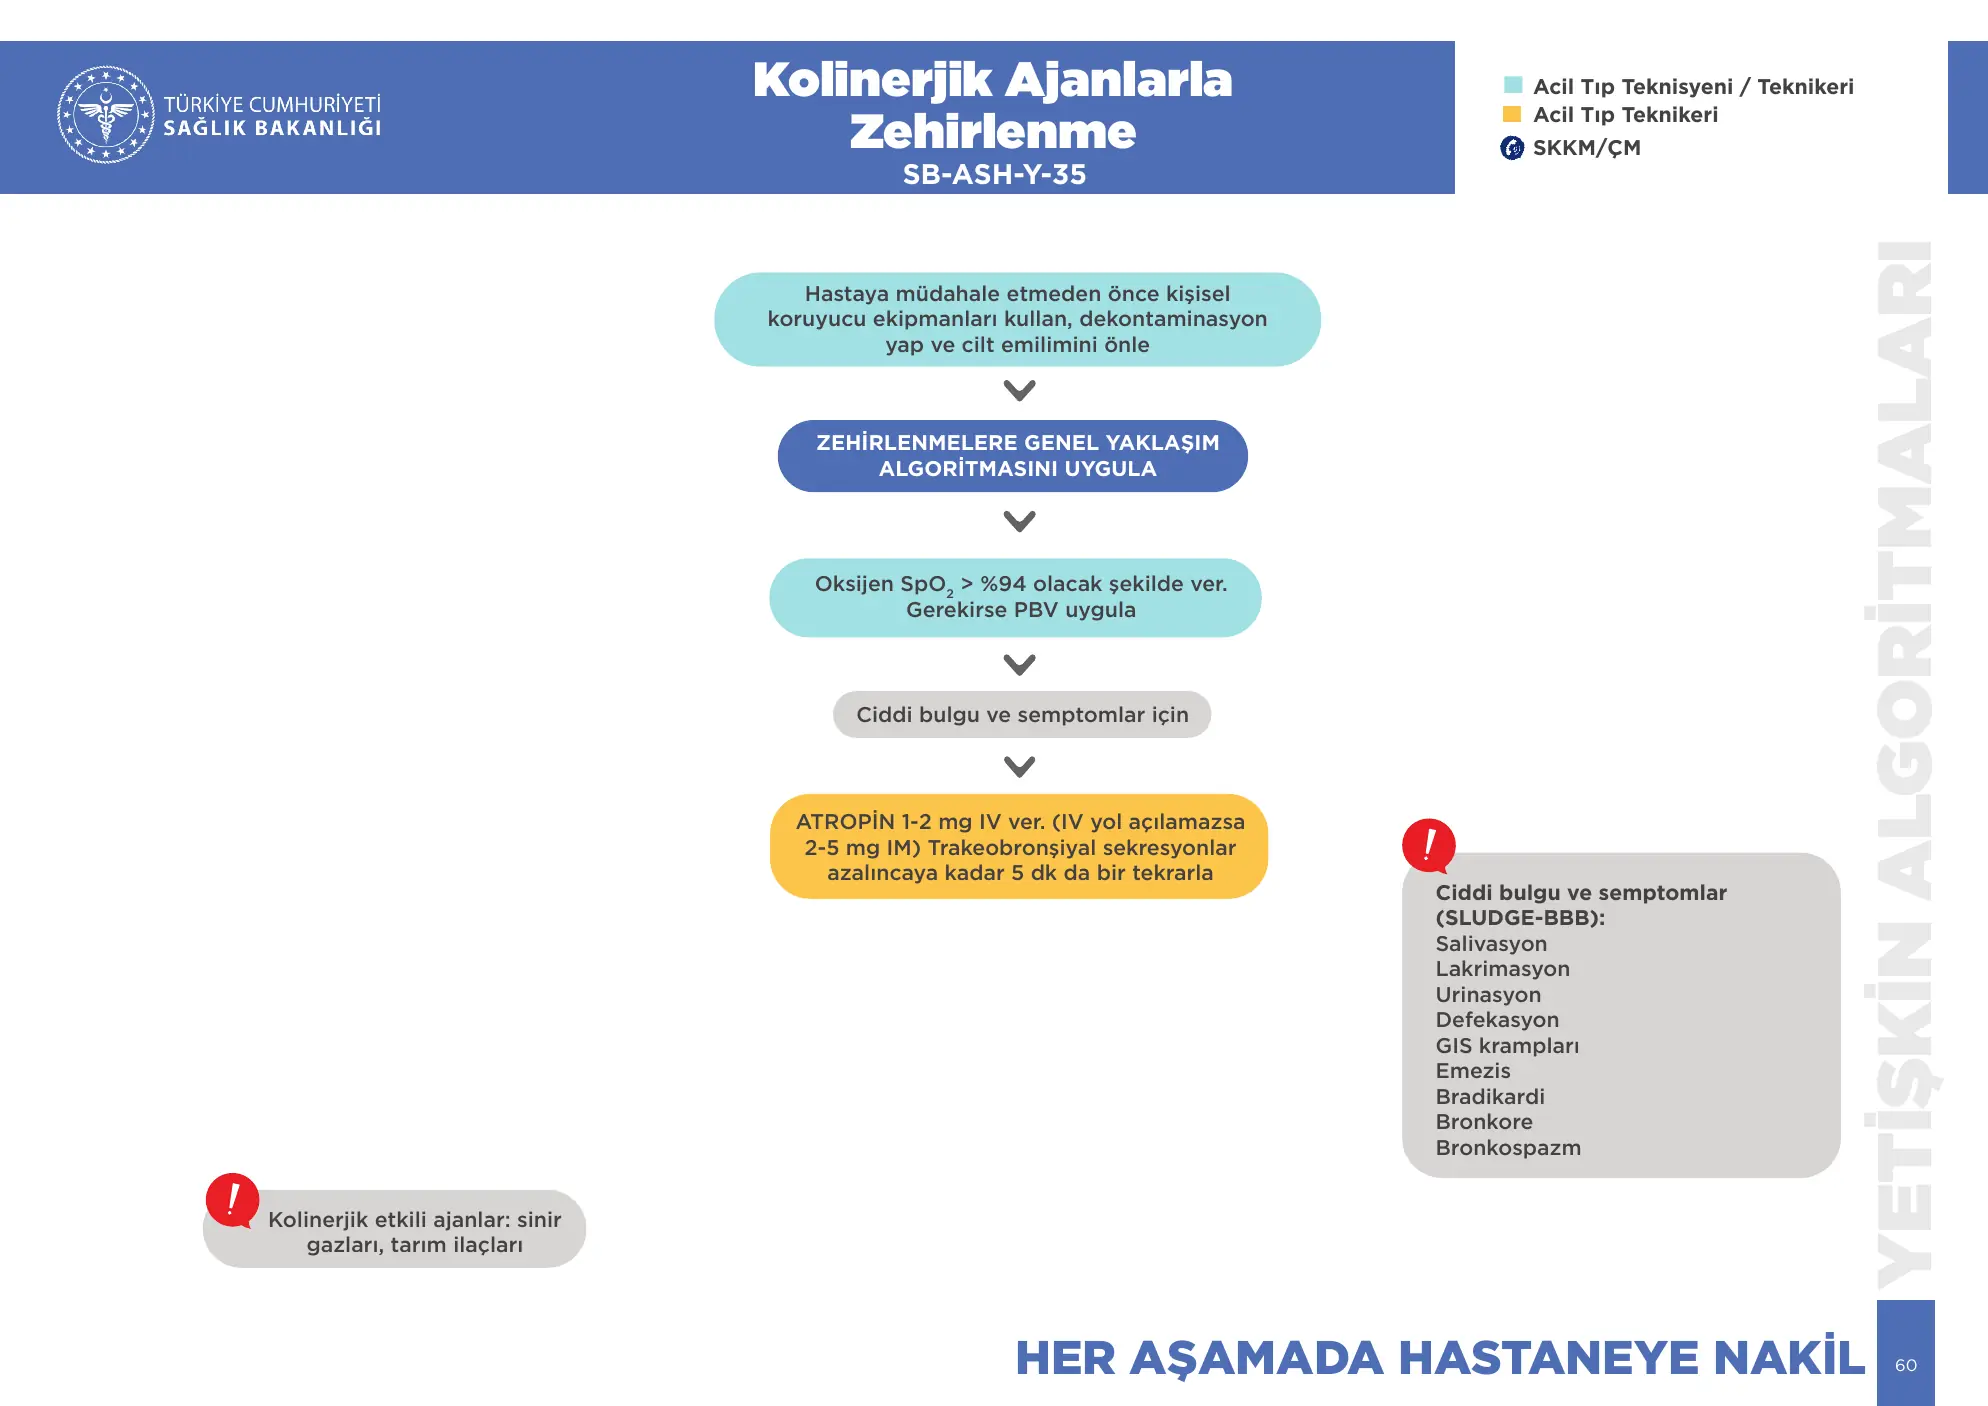 TÜRKİYE CUMHURİYETİ
SAĞLIK BAKANLIĞI
Kolinerjik Ajanlarla
Zehirlenme
SB-ASH-Y-35
Acil Tıp Teknisyeni / Teknikeri
Acil Tıp Teknikeri
SKKM/ÇM
Hastaya müdahale etmeden önce kişisel
koruyucu ekipmanları kullan, dekontaminasyon
yap ve cilt emilimini önle
ZEHİRLENMELERE GENEL YAKLAŞIM
ALGORİTMASINI UYGULA
Oksijen SpO₂ > %94 olacak şekilde ver.
Gerekirse PBV uygula
Ciddi bulgu ve semptomlar için
ATROPİN 1-2 mg IV ver. (IV yol açılamazsa
2-5 mg IM) Trakeobronşiyal sekresyonlar
azalıncaya kadar 5 dk da bir tekrarla
!
Ciddi bulgu ve semptomlar
(SLUDGE-BBB):
Salivasyon
Lakrimasyon
Urinasyon
Defekasyon
GIS krampları
Emezis
Bradikardi
Bronkore
Bronkospazm
!
Kolinerjik etkili ajanlar: sinir
gazları, tarım ilaçları
YETİŞKİN ALGORİTMALARI
HER AŞAMADA HASTANEYE NAKİL
60